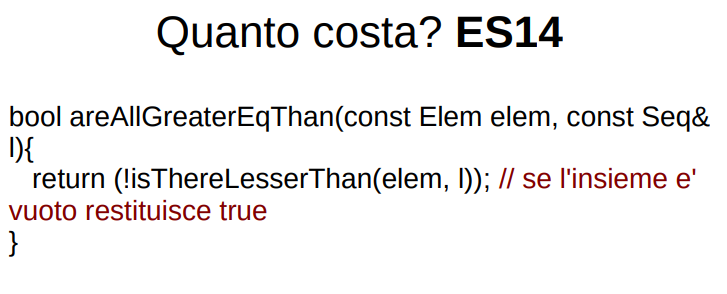 Quanto costa? ES14
bool areAllGreaterEqThan(const Elem elem, const Seq&
l){
return (!isThereLesserThan(elem, l)); // se l'insieme e'
vuoto restituisce true
}